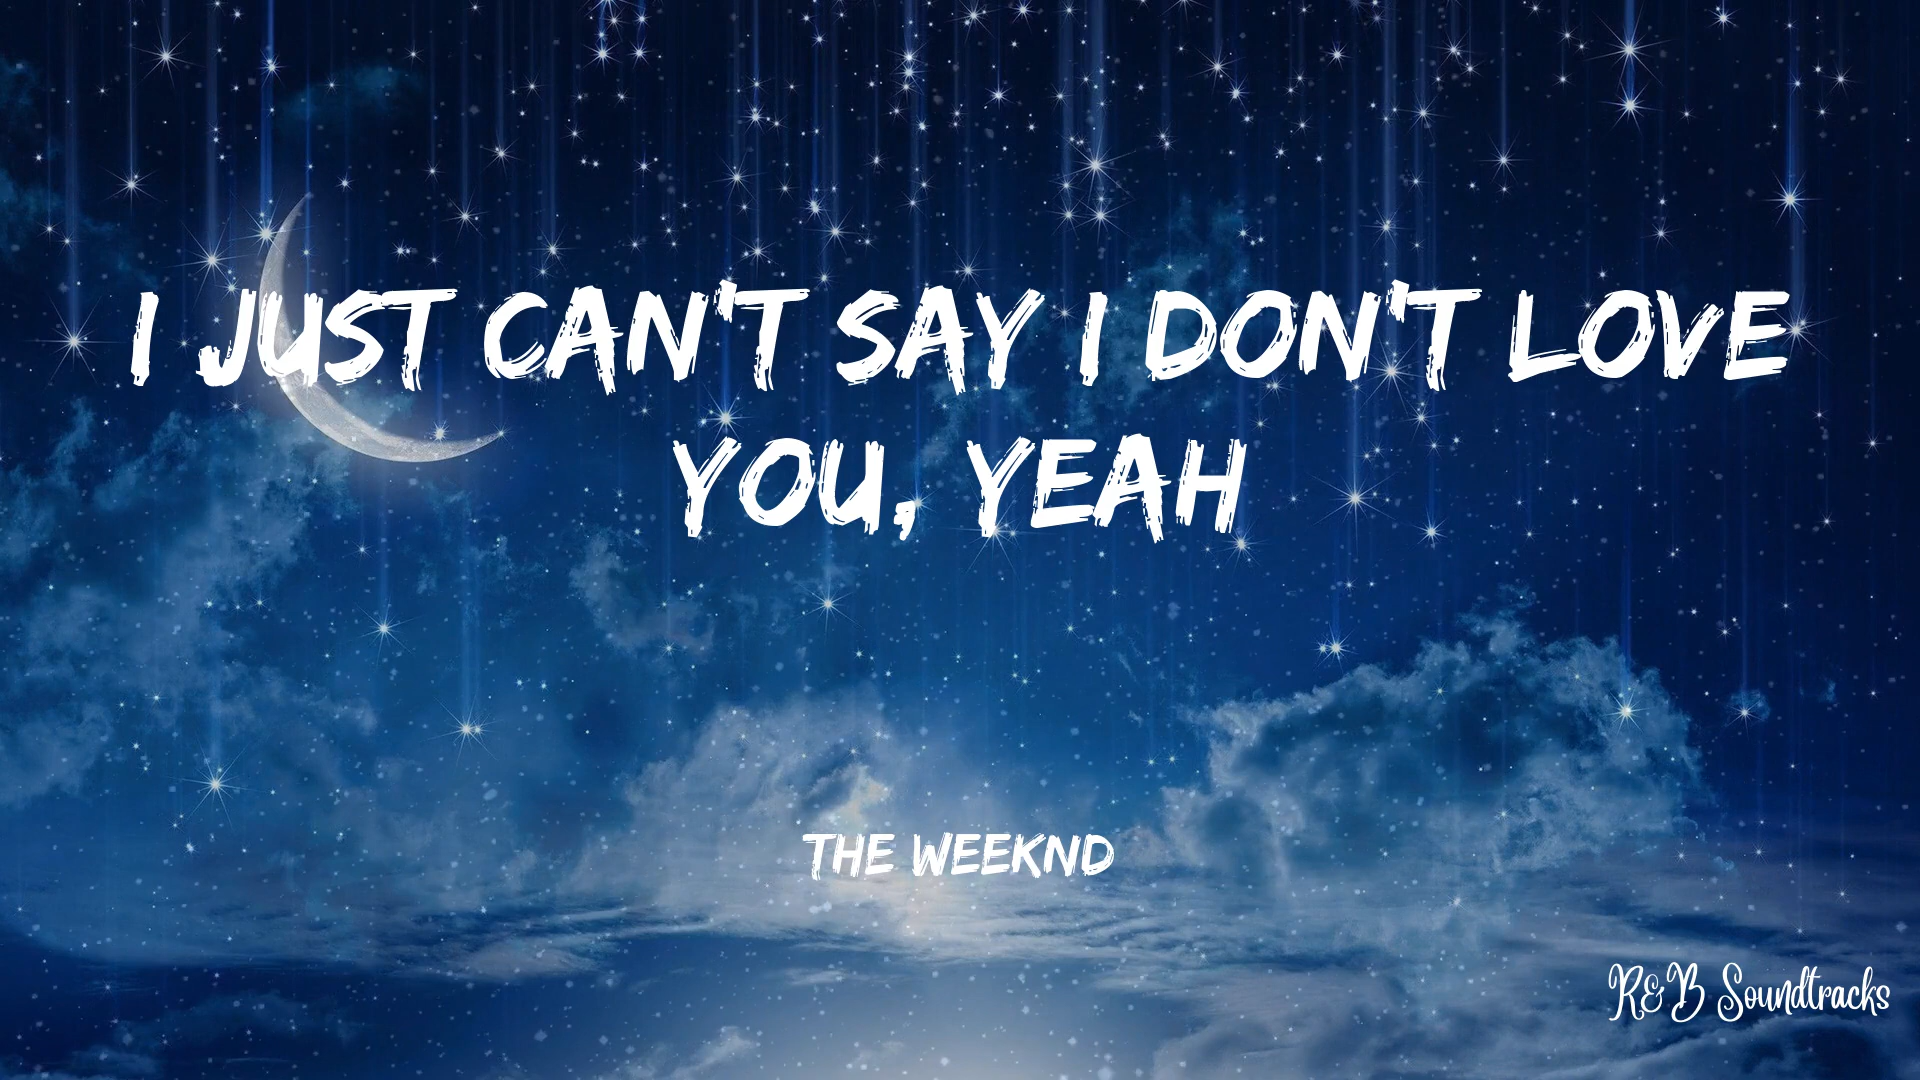 I JUST CAN'T SAY I DON'T LOVE
YOU, YEAH
THE WEEKND
R&B Soundtracks